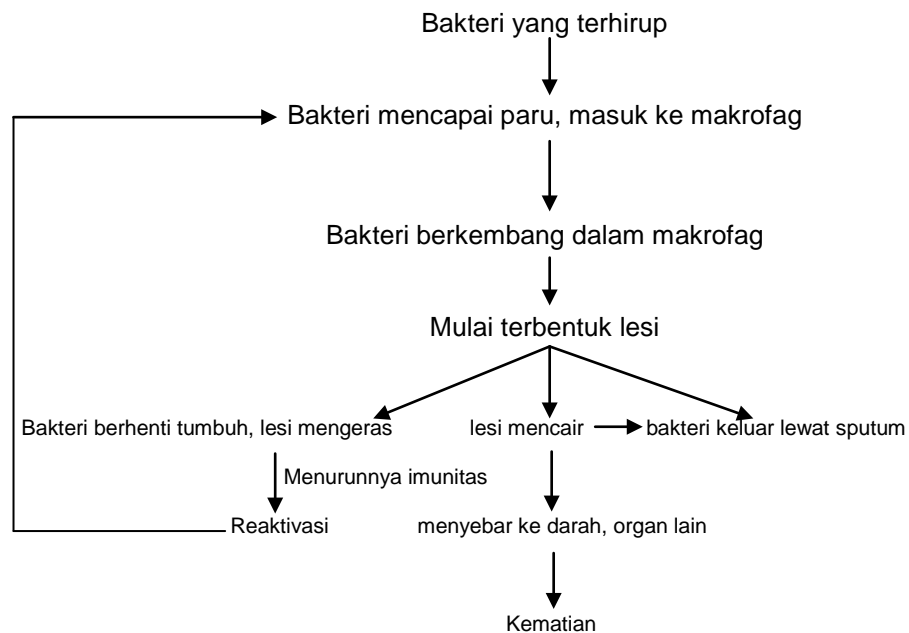 Bakteri yang terhirup
Bakteri mencapai paru, masuk ke makrofag
Bakteri berkembang dalam makrofag
Mulai terbentuk lesi
Bakteri berhenti tumbuh, lesi mengeras
lesi mencair
bakteri keluar lewat sputum
Menurunnya imunitas
Reaktivasi
menyebar ke darah, organ lain
Kematian